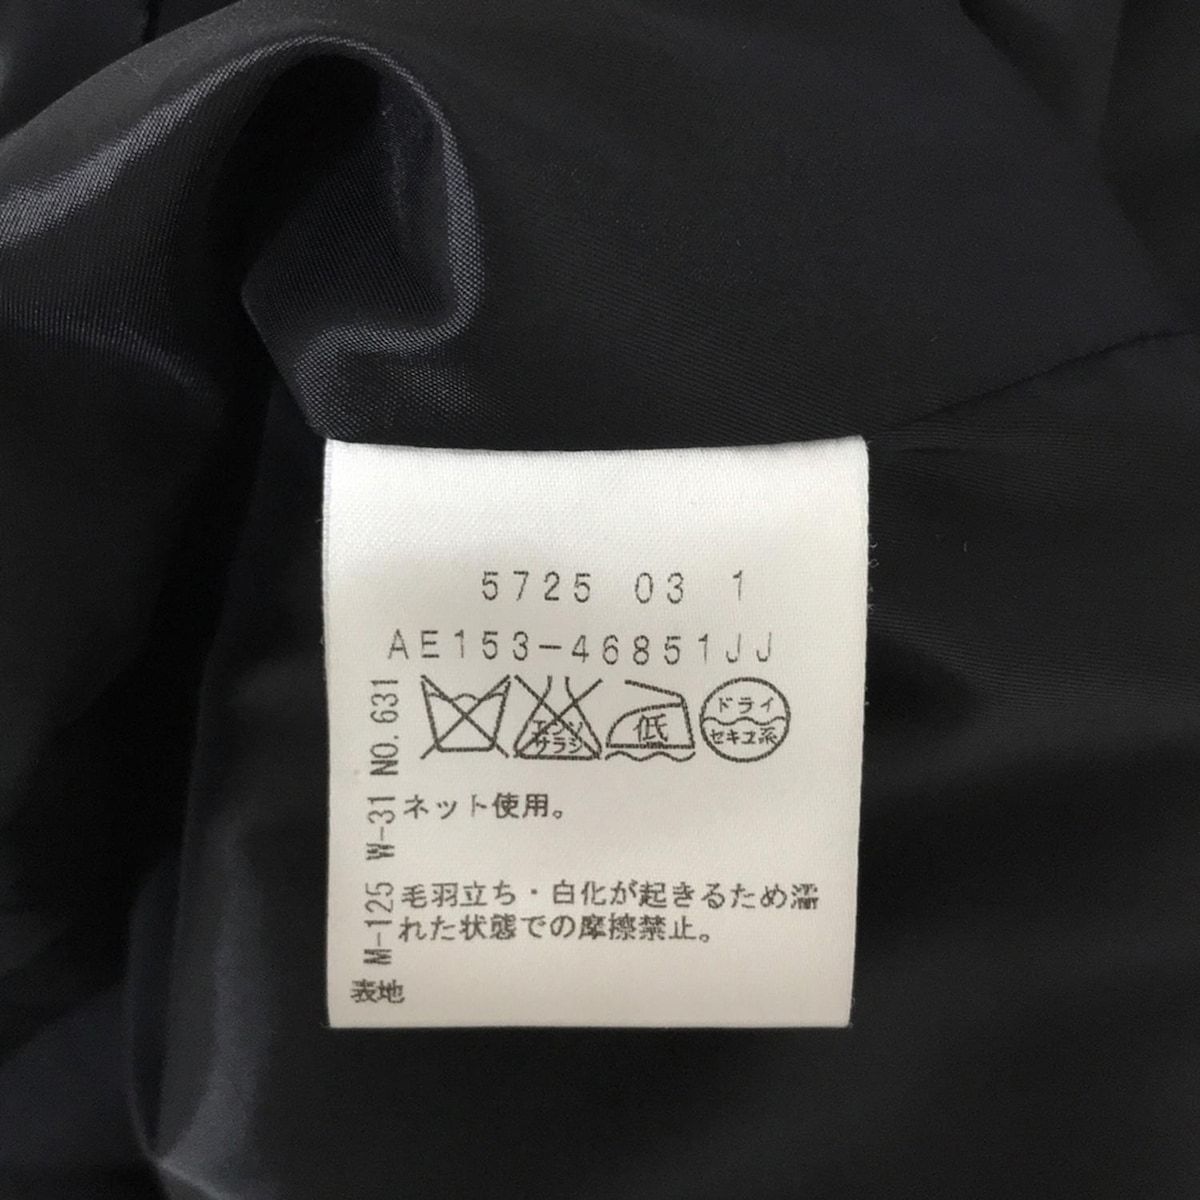 5725 03 1
AE153-46851JJ
エンソ
サラシ
低
ドライ
セキユ系
ネット使用。
毛羽立ち・白化が起きるため濡
れた状態での摩擦禁止。
表地
M-125 W-31 NO.631